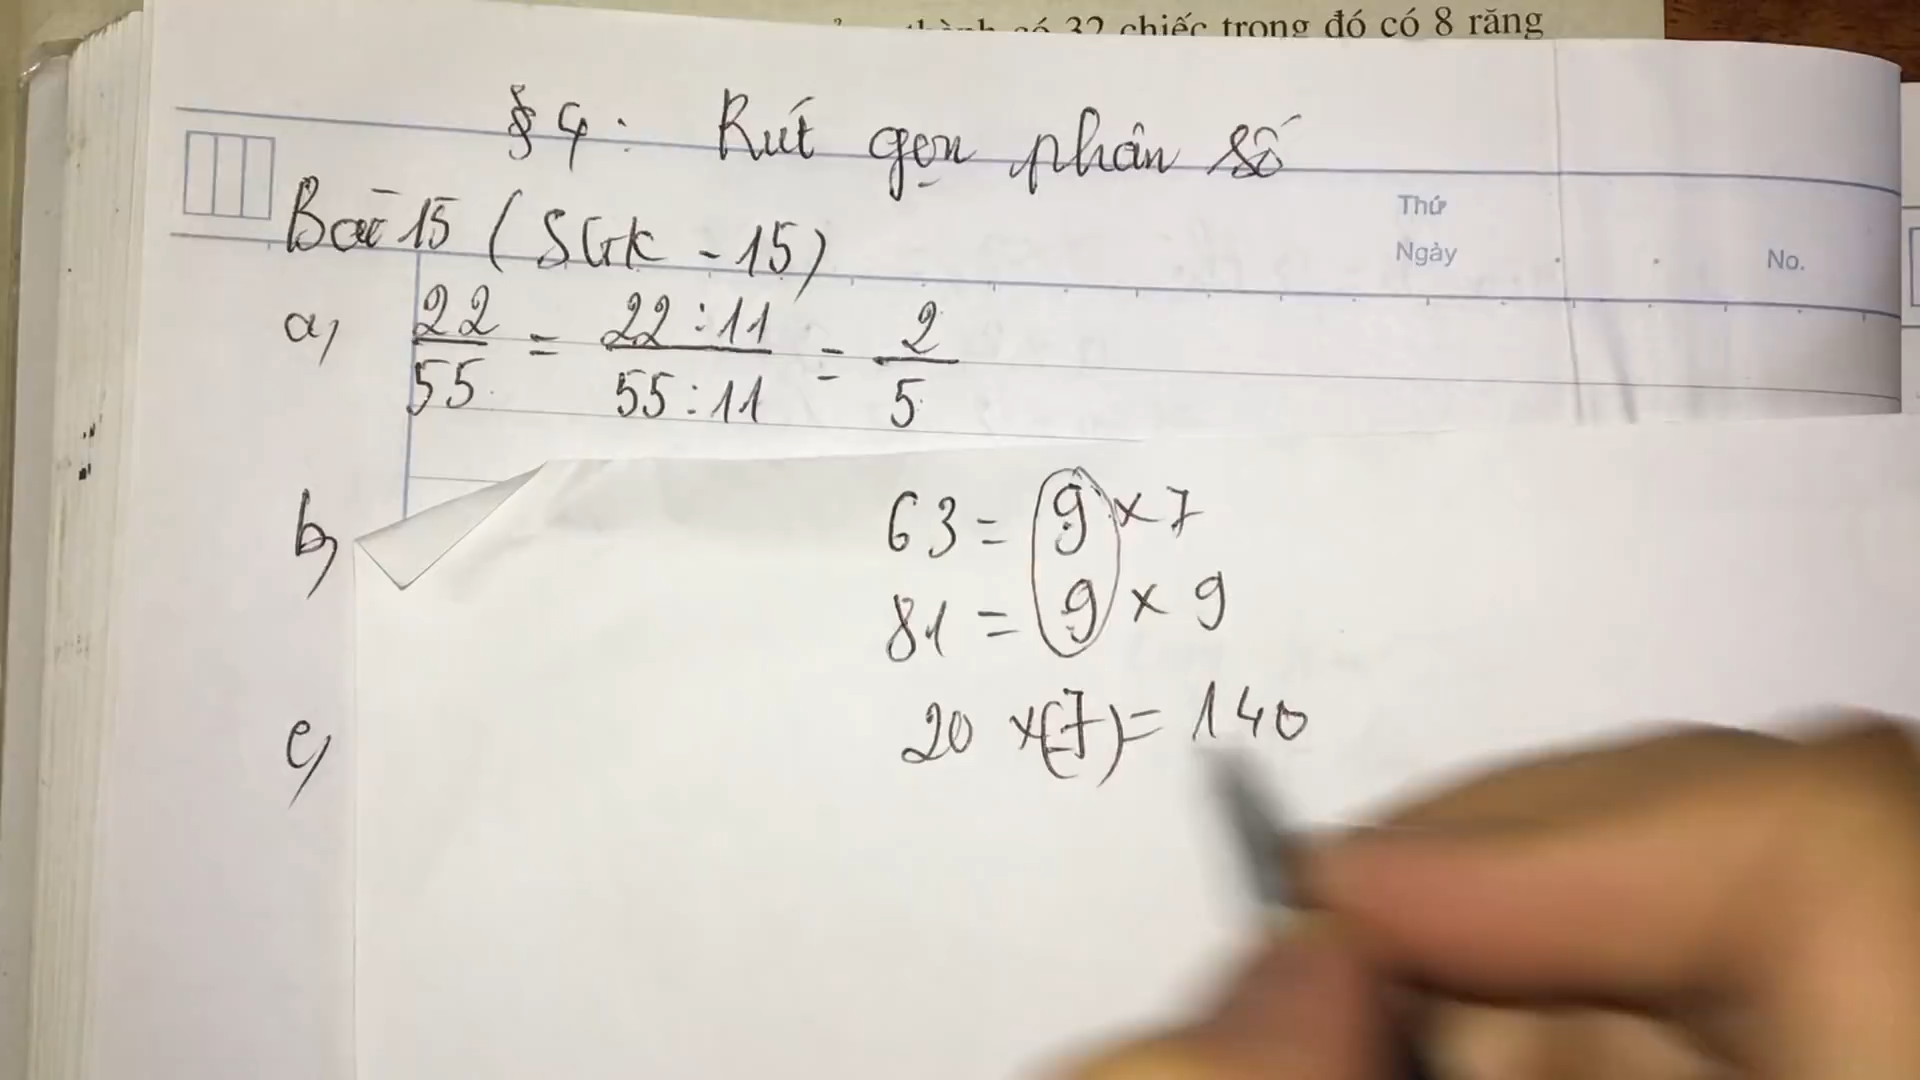 thành có 32 chiếc trong đó có 8 răng
§4: Rút gọn phân số
Thứ
Ngày
No.
Bài 15 (SGK - 15)
a, 22/55 = 22:11/55:11 = 2/5
b,
63 = 9 x 7
81 = 9 x 9
c,
20 x(-7) = 140